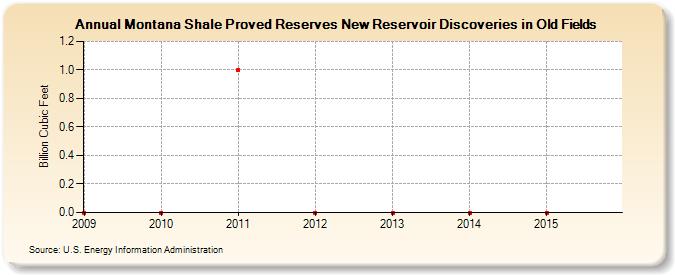 Annual Montana Shale Proved Reserves New Reservoir Discoveries in Old Fields
Billion Cubic Feet
1.2
1.0
0.8
0.6
0.4
0.2
0.0
2009 2010 2011 2012 2013 2014 2015
Source: U.S. Energy Information Administration